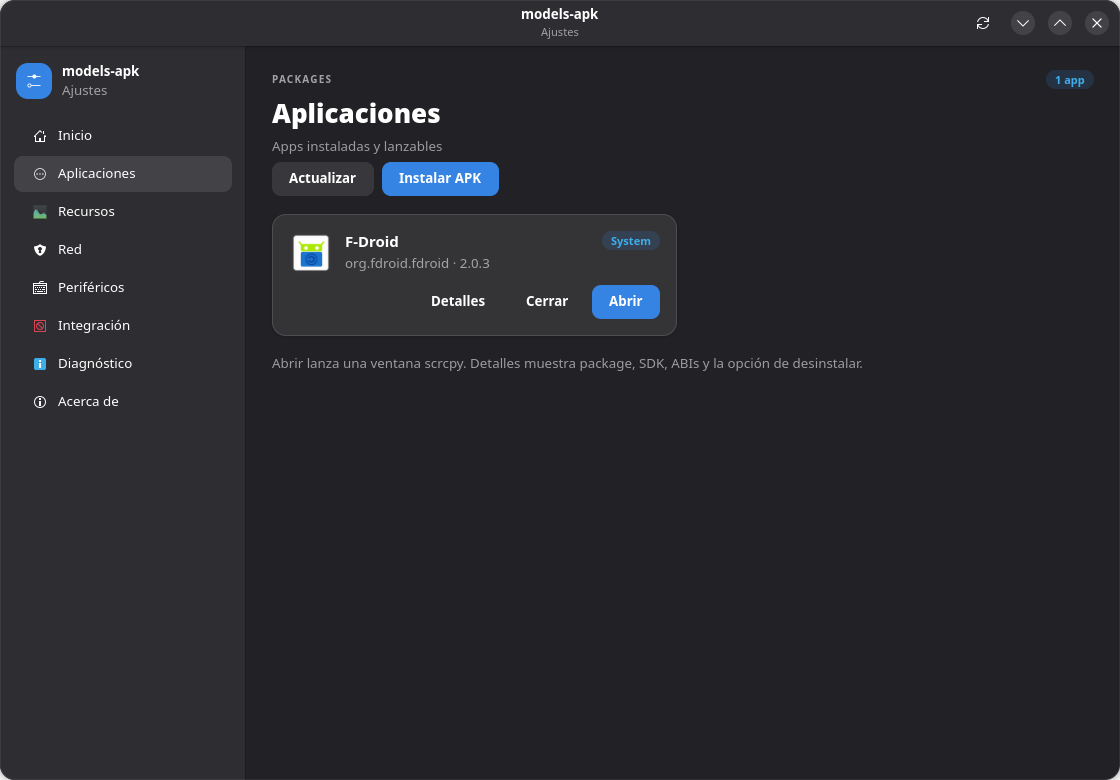 models-apk
Ajustes
models-apk
Ajustes
Inicio
Aplicaciones
Recursos
Red
Periféricos
Integración
Diagnóstico
Acerca de
PACKAGES
1 app
Aplicaciones
Apps instaladas y lanzables
Actualizar
Instalar APK
F-Droid
System
org.fdroid.fdroid · 2.0.3
Detalles
Cerrar
Abrir
Abrir lanza una ventana scrcpy. Detalles muestra package, SDK, ABIs y la opción de desinstalar.